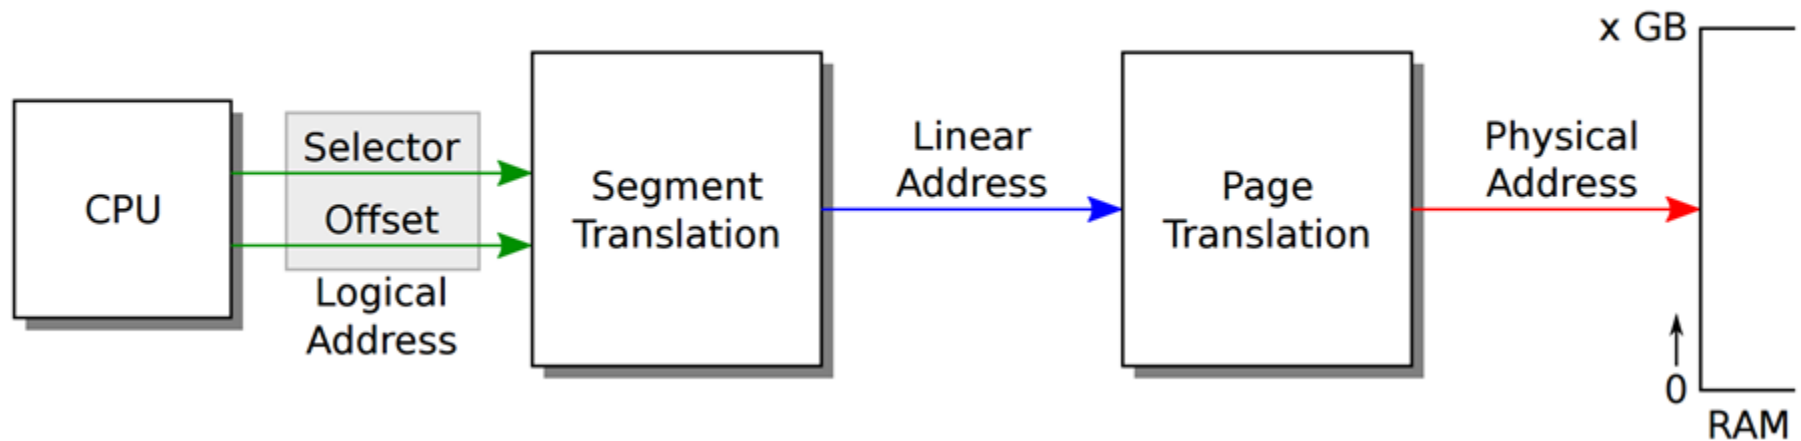 CPU
Selector
Offset
Logical
Address
Segment
Translation
Linear
Address
Page
Translation
Physical
Address
x GB
0
RAM